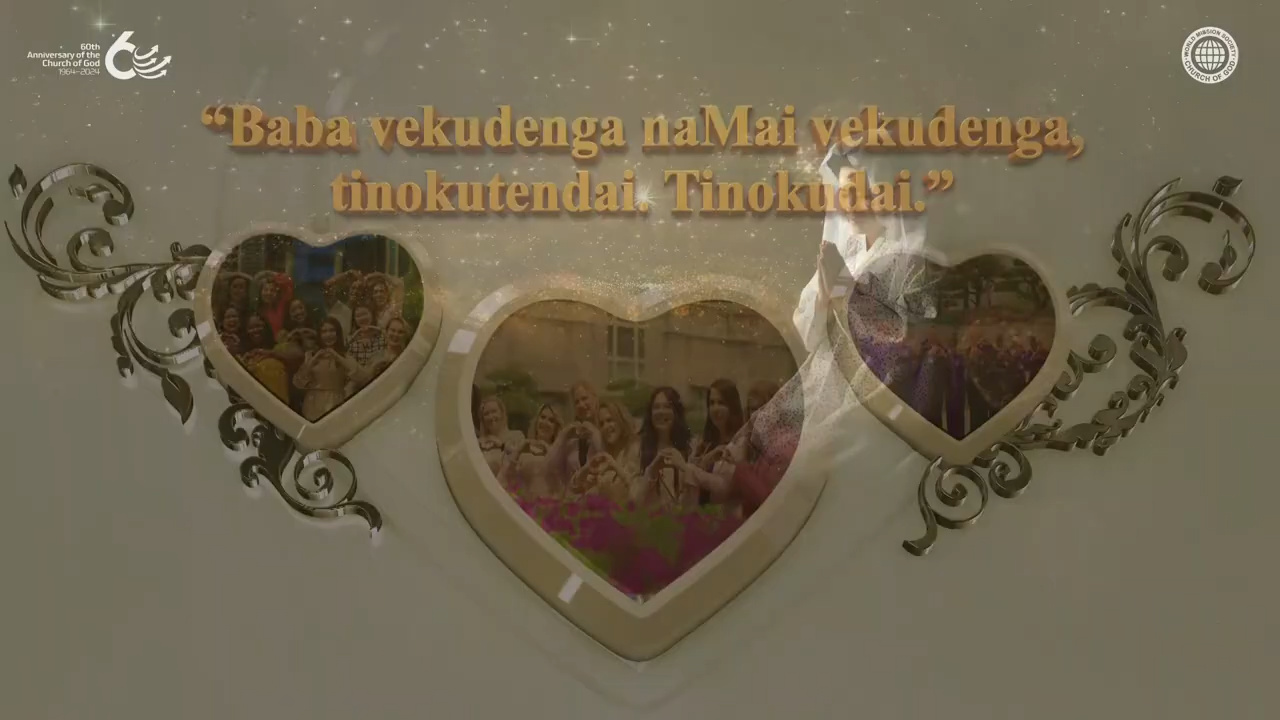 60th
Anniversary of the
Church of God
1964–2024
60
WORLD MISSION SOCIETY
CHURCH OF GOD
“Baba vekudenga naMai vekudenga,
tinokutendai. Tinokudai.”